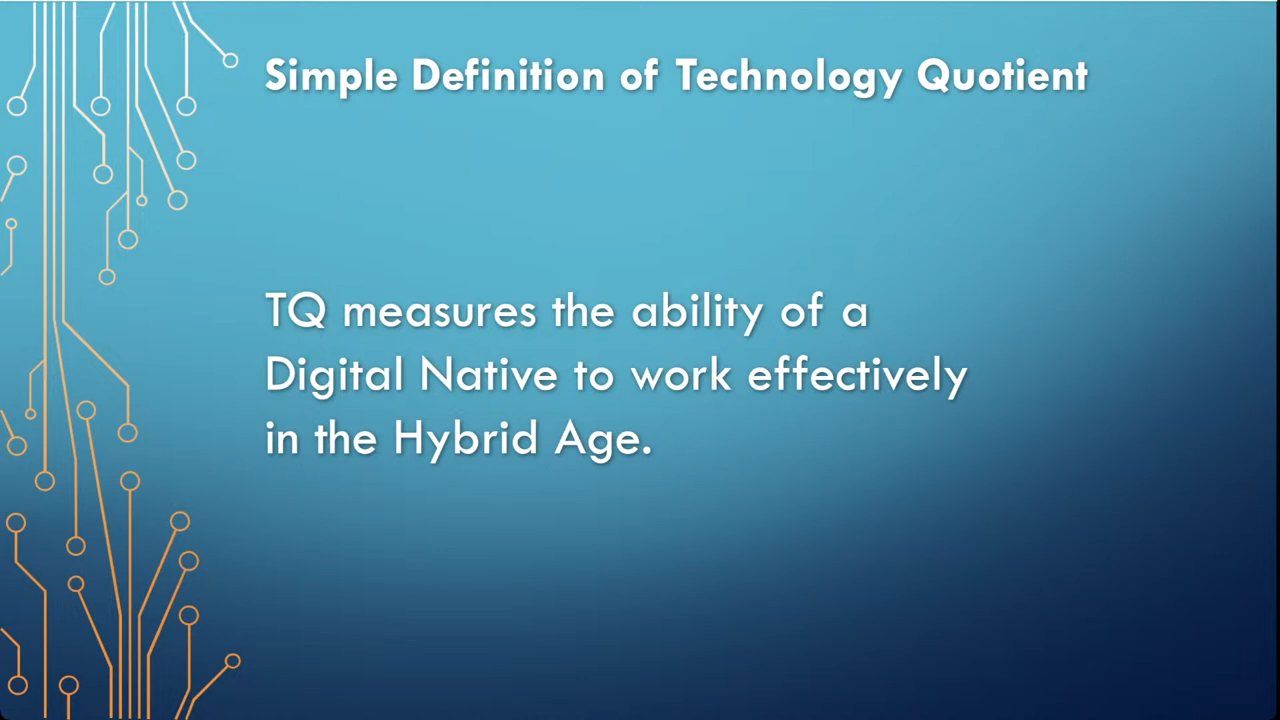 Simple Definition of Technology Quotient
TQ measures the ability of a
Digital Native to work effectively
in the Hybrid Age.